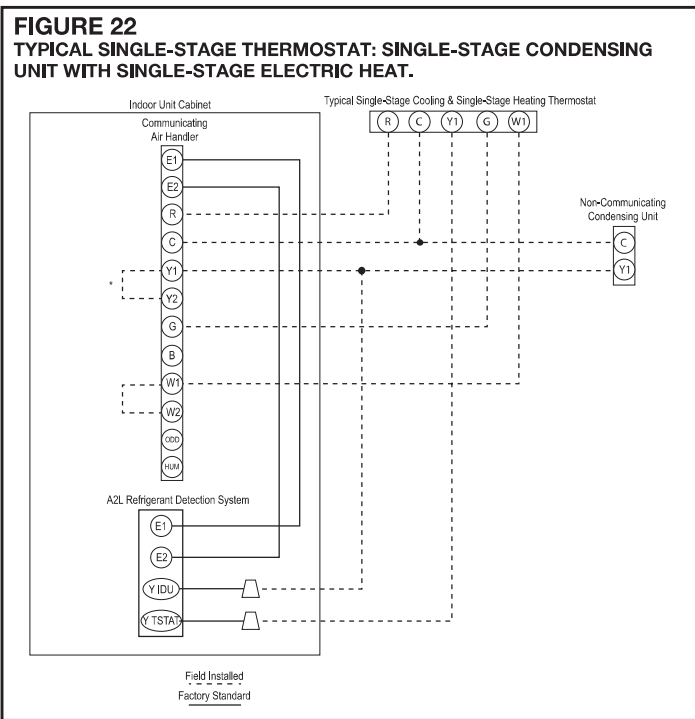 FIGURE 22
TYPICAL SINGLE-STAGE THERMOSTAT: SINGLE-STAGE CONDENSING
UNIT WITH SINGLE-STAGE ELECTRIC HEAT.
Indoor Unit Cabinet
Typical Single-Stage Cooling & Single-Stage Heating Thermostat
R C Y1 G W1
Communicating
Air Handler
E1
E2
R
C
Y1
Y2
G
B
W1
W2
ODD
HUM
*
Non-Communicating
Condensing Unit
C
Y1
A2L Refrigerant Detection System
E1
E2
Y IDU
Y TSTAT
Field Installed
Factory Standard